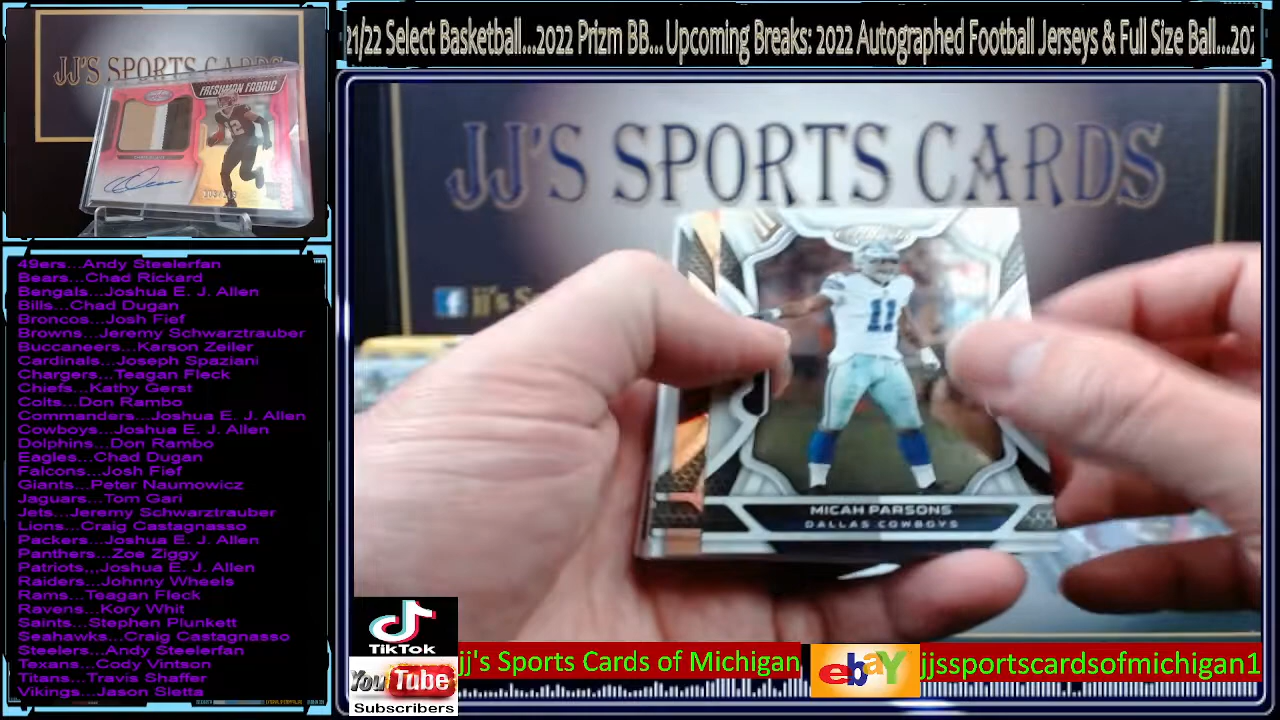 21/22 Select Basketball...2022 Prizm BB... Upcoming Breaks: 2022 Autographed Football Jerseys & Full Size Ball...202
JJ'S SPORTS CARDS
FRESHMAN FABRIC
JJ'S SPORTS CARDS
f jj's S
11
MICAH PARSONS
DALLAS COWBOYS
49ers...Andy Steelerfan
Bears...Chad Rickard
Bengals...Joshua E. J. Allen
Bills...Chad Dugan
Broncos...Josh Fief
Browns...Jeremy Schwarztrauber
Buccaneers...Karson Zeiler
Cardinals...Joseph Spaziani
Chargers...Teagan Fleck
Chiefs...Kathy Gerst
Colts...Don Rambo
Commanders...Joshua E. J. Allen
Cowboys...Joshua E. J. Allen
Dolphins...Don Rambo
Eagles...Chad Dugan
Falcons...Josh Fief
Giants...Peter Naumowicz
Jaguars...Tom Gari
Jets...Jeremy Schwarztrauber
Lions...Craig Castagnasso
Packers...Joshua E. J. Allen
Panthers...Zoe Ziggy
Patriots,,,Joshua E. J. Allen
Raiders...Johnny Wheels
Rams...Teagan Fleck
Ravens...Kory Whit
Saints...Stephen Plunkett
Seahawks...Craig Castagnasso
Steelers...Andy Steelerfan
Texans...Cody Vintson
Titans...Travis Shaffer
Vikings...Jason Sletta
TikTok
YouTube
Subscribers
jj's Sports Cards of Michigan
ebay
jjssportscardsofmichigan1